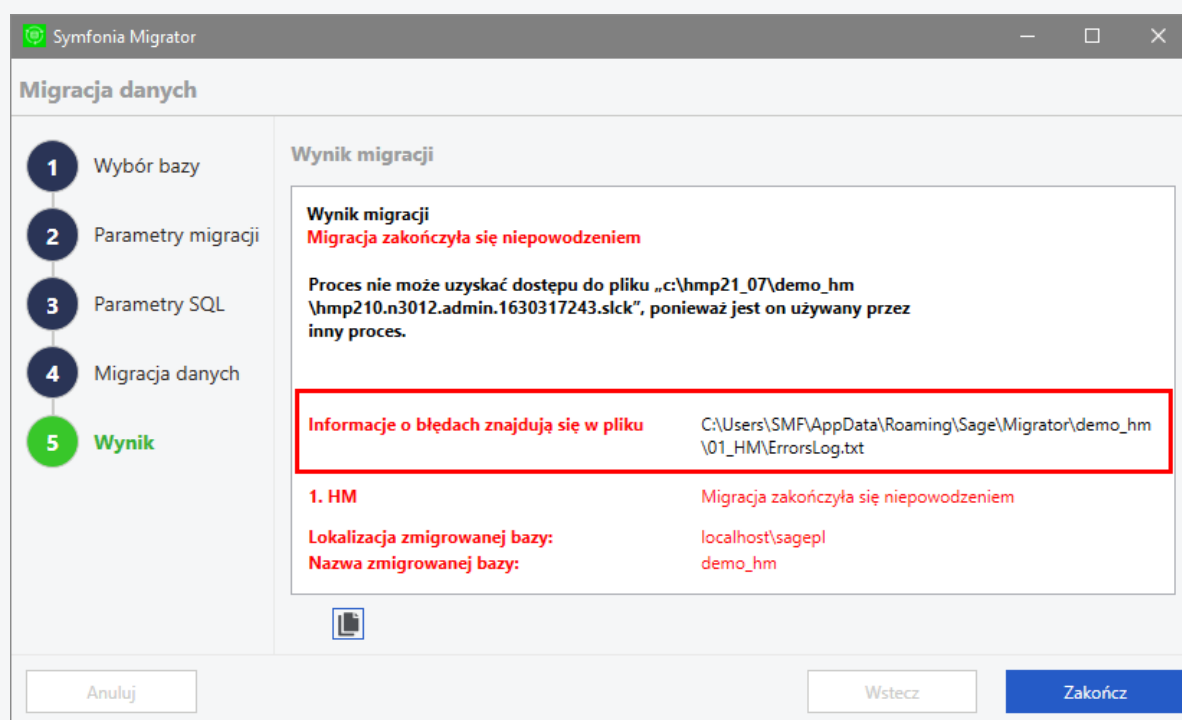 Symfonia Migrator
Migracja danych
1 Wybór bazy
2 Parametry migracji
3 Parametry SQL
4 Migracja danych
5 Wynik
Wynik migracji
Wynik migracji
Migracja zakończyła się niepowodzeniem
Proces nie może uzyskać dostępu do pliku „c:\hmp21_07\demo_hm
\hmp210.n3012.admin.1630317243.slck”, ponieważ jest on używany przez
inny proces.
Informacje o błędach znajdują się w pliku C:\Users\SMF\AppData\Roaming\Sage\Migrator\demo_hm
\01_HM\ErrorsLog.txt
1. HM Migracja zakończyła się niepowodzeniem
Lokalizacja zmigrowanej bazy: localhost\sagepl
Nazwa zmigrowanej bazy: demo_hm
Anuluj Wstecz Zakończ